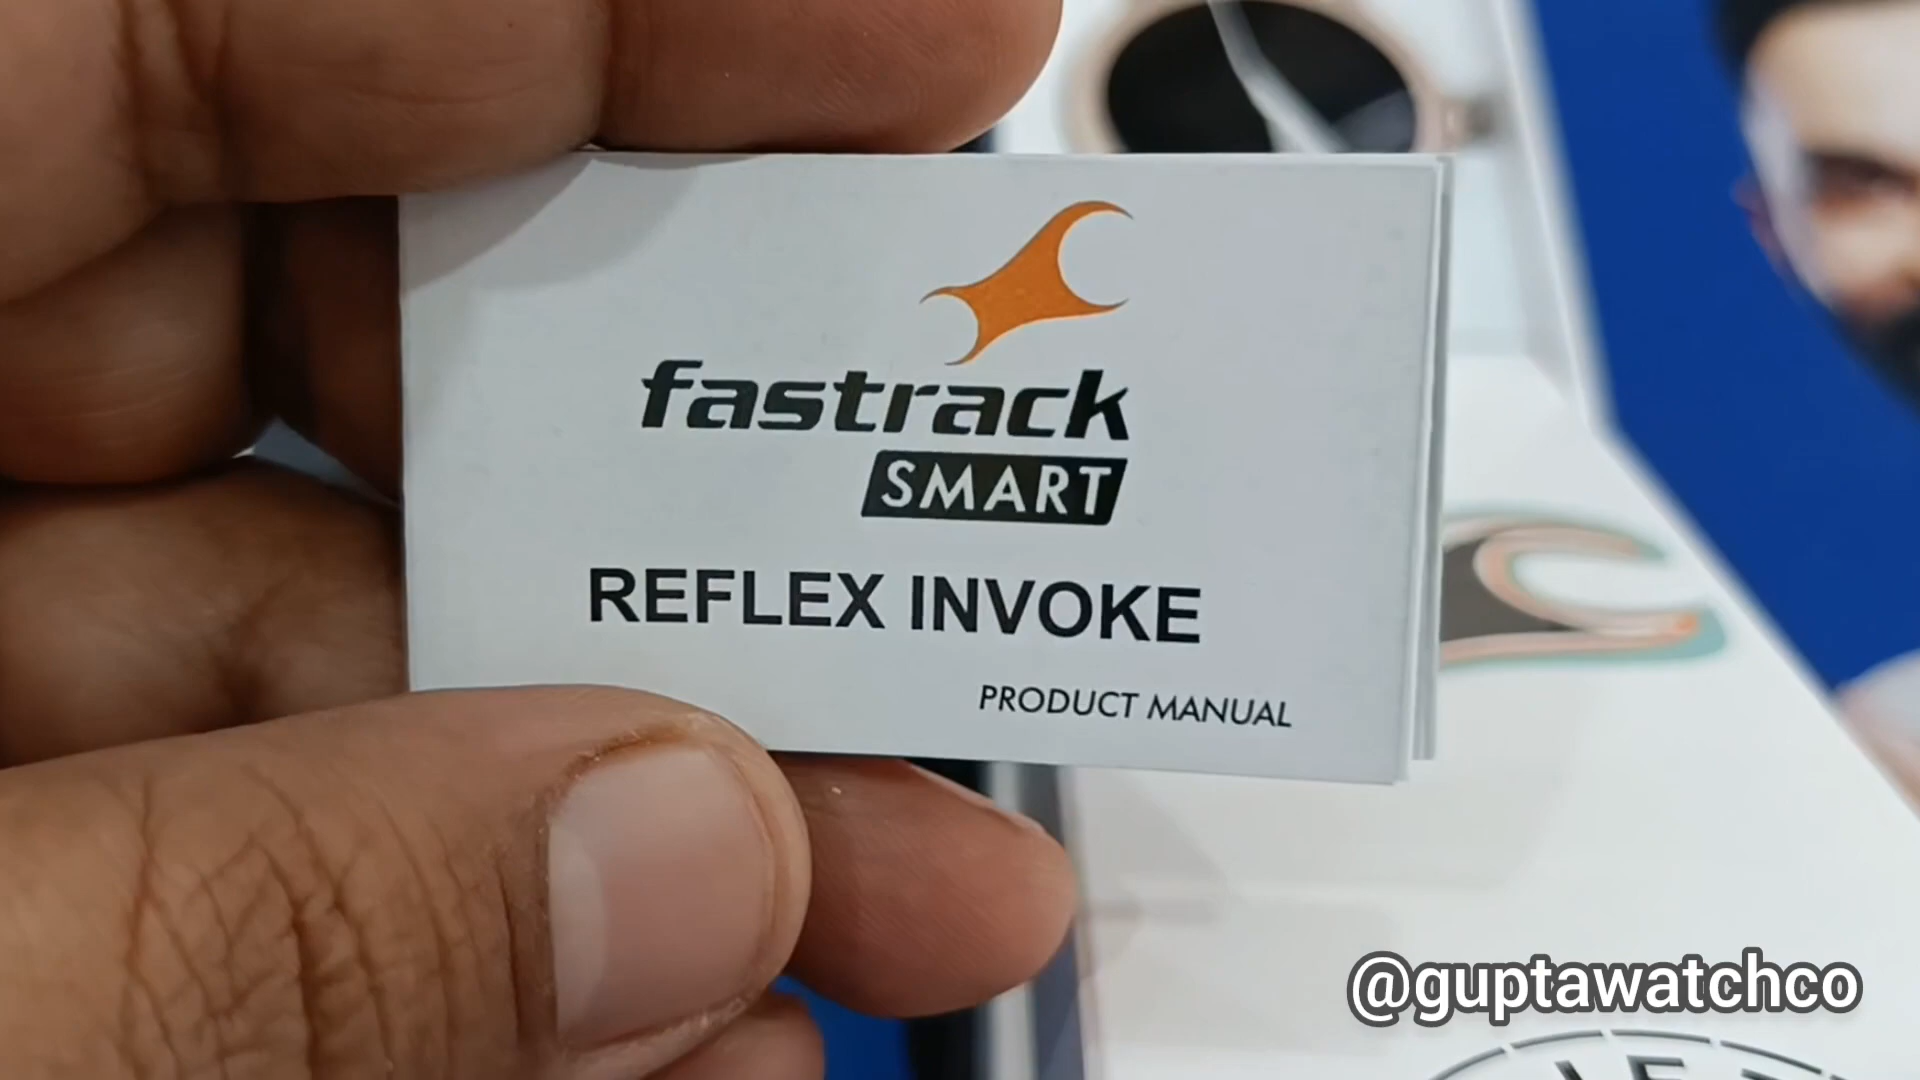 fastrack
SMART
REFLEX INVOKE
PRODUCT MANUAL
@guptawatchco